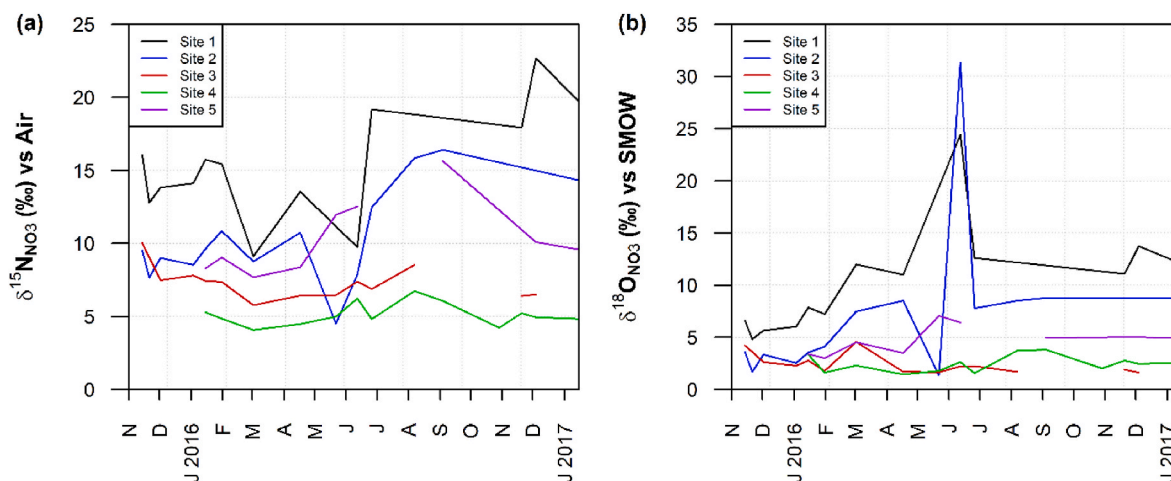 (a)
δ15NNO3 (‰) vs Air
25
20
15
10
5
0
Site 1
Site 2
Site 3
Site 4
Site 5
N
D
J 2016
F
M
A
M
J
J
A
S
O
N
D
J 2017
(b)
δ18ONO3 (‰) vs SMOW
35
30
25
20
15
10
5
0
Site 1
Site 2
Site 3
Site 4
Site 5
N
D
J 2016
F
M
A
M
J
J
A
S
O
N
D
J 2017